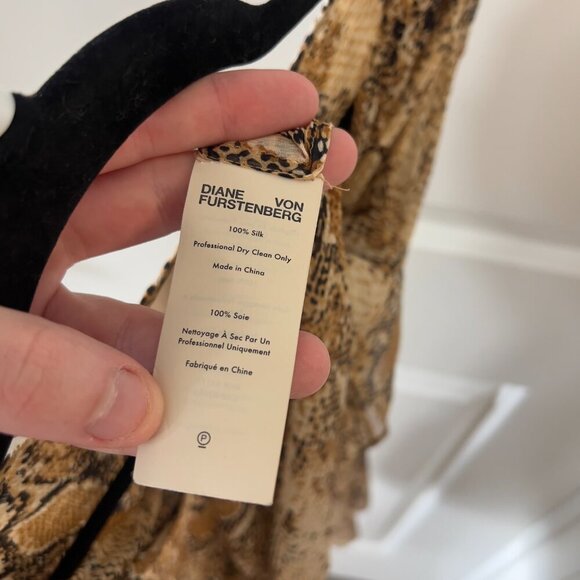 DIANE VON
FURSTENBERG
100% Silk
Professional Dry Clean Only
Made in China
100% Soie
Nettoyage À Sec Par Un
Professionel Uniquement
Fabriqué en Chine
P